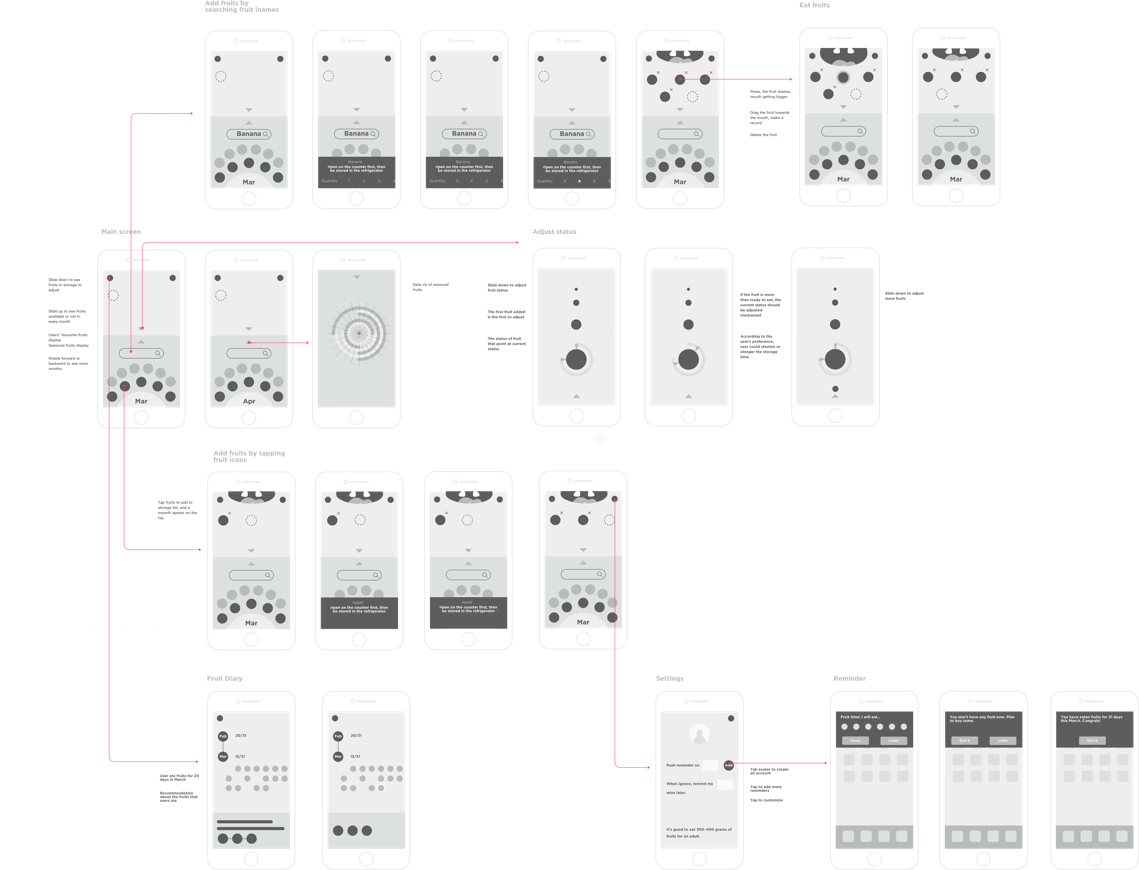 Add fruits by
searching fruit inames
Eat fruits
Banana
Mar
Banana
Banana
ripen on the counter first, then
be stored in the refrigerator
Quantity 1 2 3 4
Banana
Banana
ripen on the counter first, then
be stored in the refrigerator
Quantity 3 4 5 6
Banana
Banana
ripen on the counter first, then
be stored in the refrigerator
Quantity 3 4 5 6
Mar
Press, the fruit shakes,
mouth getting bigger
Drag the fruit towards
the mouth, make a
record
Delete the fruit
Mar
Mar
Main screen
Slide down to see
fruits in storage to
adjust
Slide up to see fruits
available or not in
every month
Users' favourite fruits
display
Seasonal fruits display
Rotate forward or
backward to see more
months
Mar
Apr
Data vis of seasonal
fruits
Adjust status
Slide down to adjust
fruit status
The first fruit added
in the first to adjust
The status of fruit
that point at current
status
If the fruit is more
than ready to eat, the
current status should
be adjusted
clockwised
According to the
user's preference,
user could shorten or
stonger the storage
time
Slide down to adjust
more fruits
Add fruits by tapping
fruit icons
Tap fruits to add to
storage list, and a
mounth apears on the
top
Mar
Apple
ripen on the counter first, then
be stored in the refrigerator
Apple
ripen on the counter first, then
be stored in the refrigerator
Mar
Fruit Diary
User ate fruits for 20
days in March
Recommendation
about the fruits that
users ate
Feb 20/31
Mar 15/31
Feb 20/31
Mar 15/31
Settings
Push reminder on
Add
When ignore, remind me
mins later.
It's good to eat 300-400 grams of
fruits for an adult.
Tab avatar to create
an account
Tap to add more
reminders
Tap to customize
Reminder
Fruit time! I will eat...
Done Later
You don't have any fruit now. Plan
to buy some.
Got it Later
You have eaten fruits for 21 days
this March. Congrats!
Got it